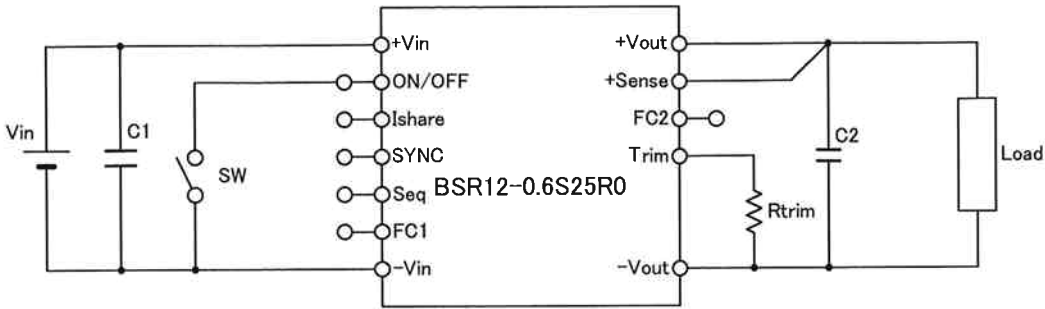 +Vin
+Vout
ON/OFF
+Sense
Ishare
FC2
Vin
C1
C2
SYNC
Trim
Load
SW
Seq
BSR12-0.6S25R0
Rtrim
FC1
-Vin
-Vout